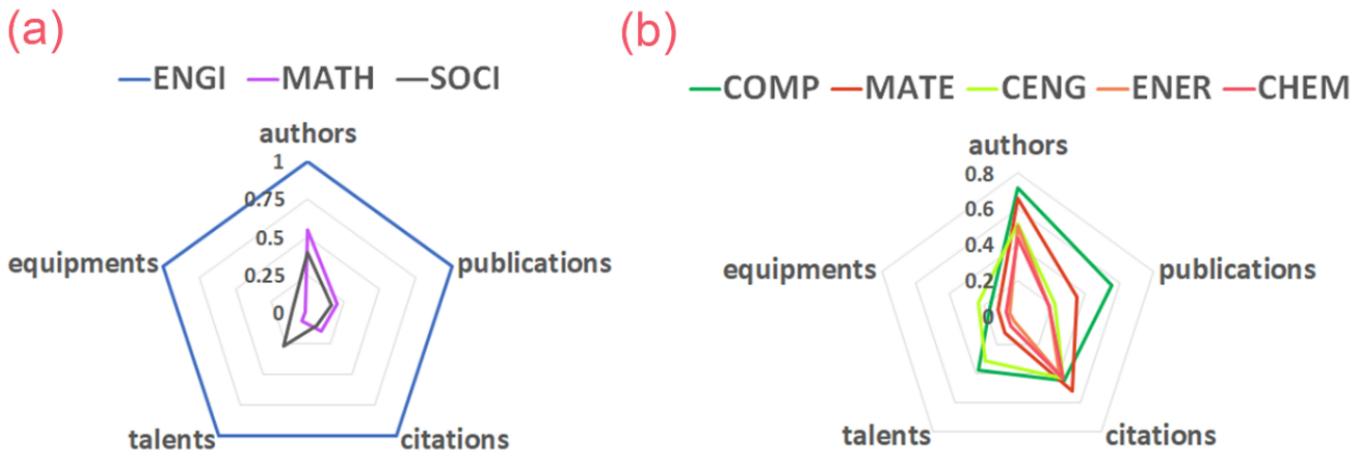 (a)
ENGI MATH SOCI
authors
1
0.75
0.5
0.25
0
equipments
publications
talents
citations
(b)
COMP MATE CENG ENER CHEM
authors
0.8
0.6
0.4
0.2
0
equipments
publications
talents
citations